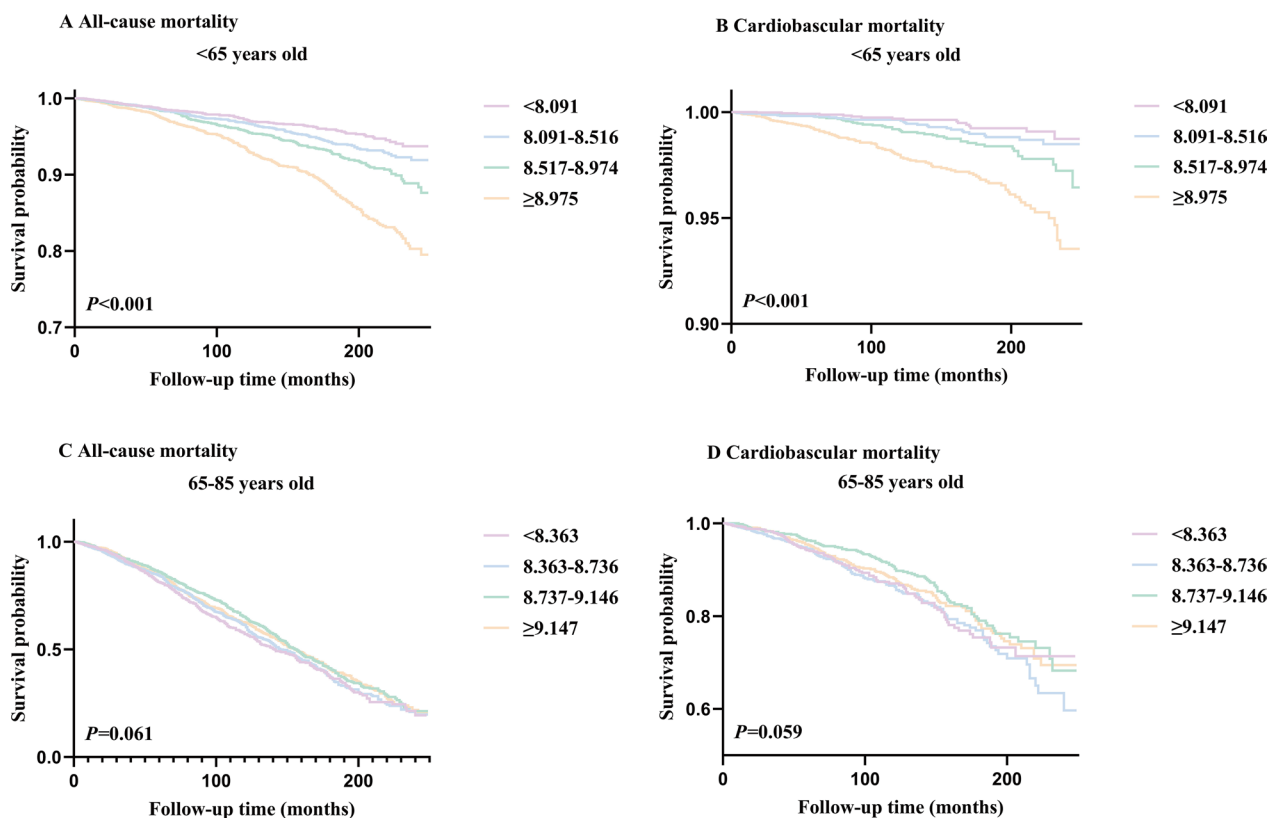 A All-cause mortality
<65 years old
Survival probability
1.0
0.9
0.8
0.7
0
100
200
Follow-up time (months)
P<0.001
<8.091
8.091-8.516
8.517-8.974
≥8.975
B Cardiobascular mortality
<65 years old
Survival probability
1.00
0.95
0.90
0
100
200
Follow-up time (months)
P<0.001
<8.091
8.091-8.516
8.517-8.974
≥8.975
C All-cause mortality
65-85 years old
Survival probability
1.0
0.5
0.0
0
100
200
Follow-up time (months)
P=0.061
<8.363
8.363-8.736
8.737-9.146
≥9.147
D Cardiobascular mortality
65-85 years old
Survival probability
1.0
0.8
0.6
0
100
200
Follow-up time (months)
P=0.059
<8.363
8.363-8.736
8.737-9.146
≥9.147